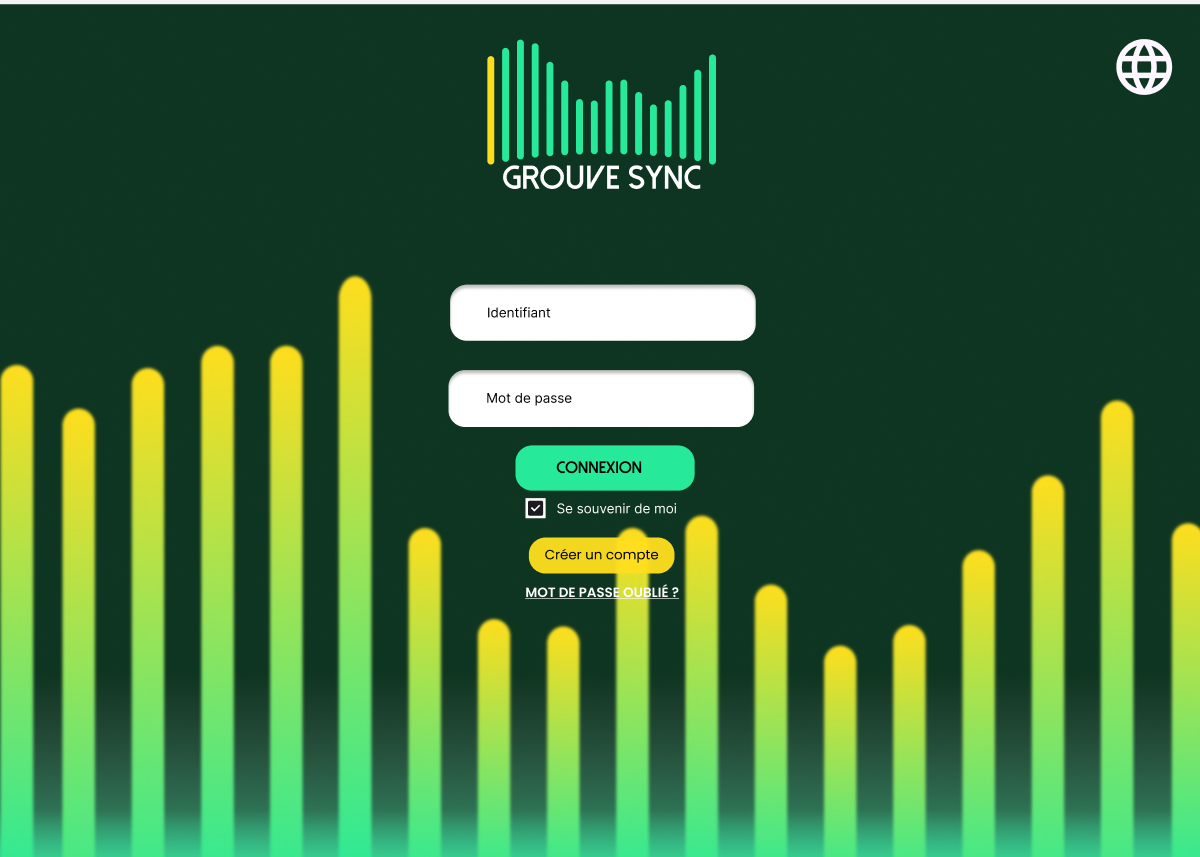 GROUVE SYNC
Identifiant
Mot de passe
CONNEXION
Se souvenir de moi
Créer un compte
MOT DE PASSE OUBLIÉ ?